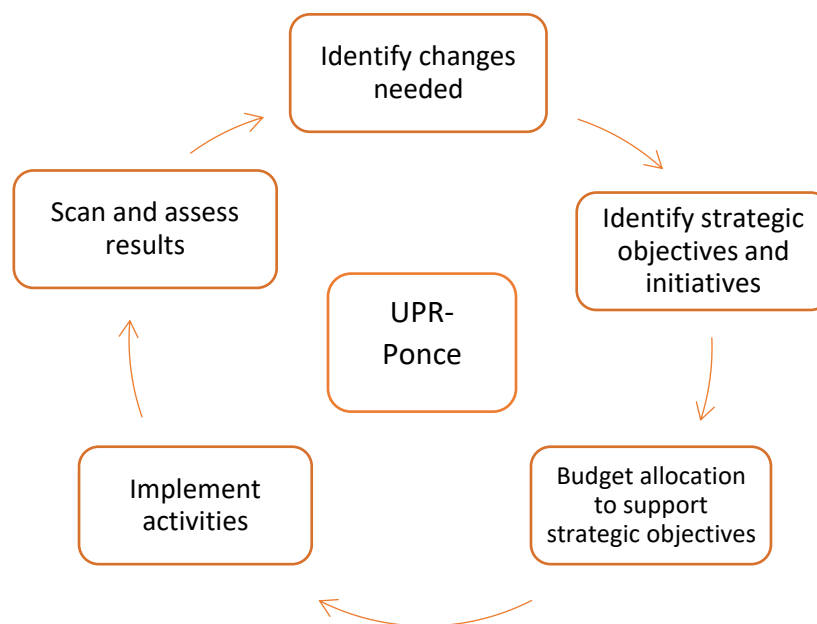 Identify changes
needed
Identify strategic
objectives and
initiatives
Budget allocation
to support
strategic objectives
Implement
activities
Scan and assess
results
UPR-
Ponce